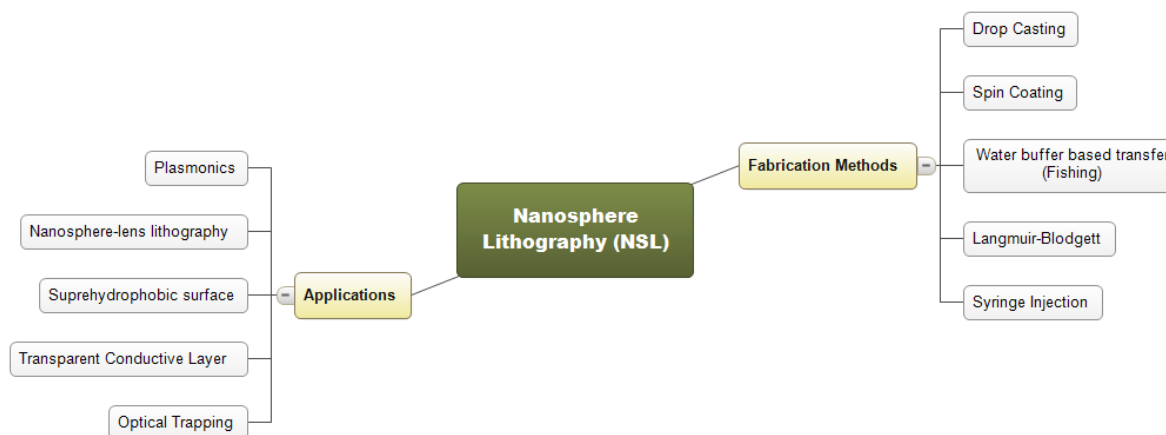 Nanosphere
Lithography (NSL)
Fabrication Methods
Drop Casting
Spin Coating
Water buffer based transfer
(Fishing)
Langmuir-Blodgett
Syringe Injection
Applications
Plasmonics
Nanosphere-lens lithography
Suprehydrophobic surface
Transparent Conductive Layer
Optical Trapping